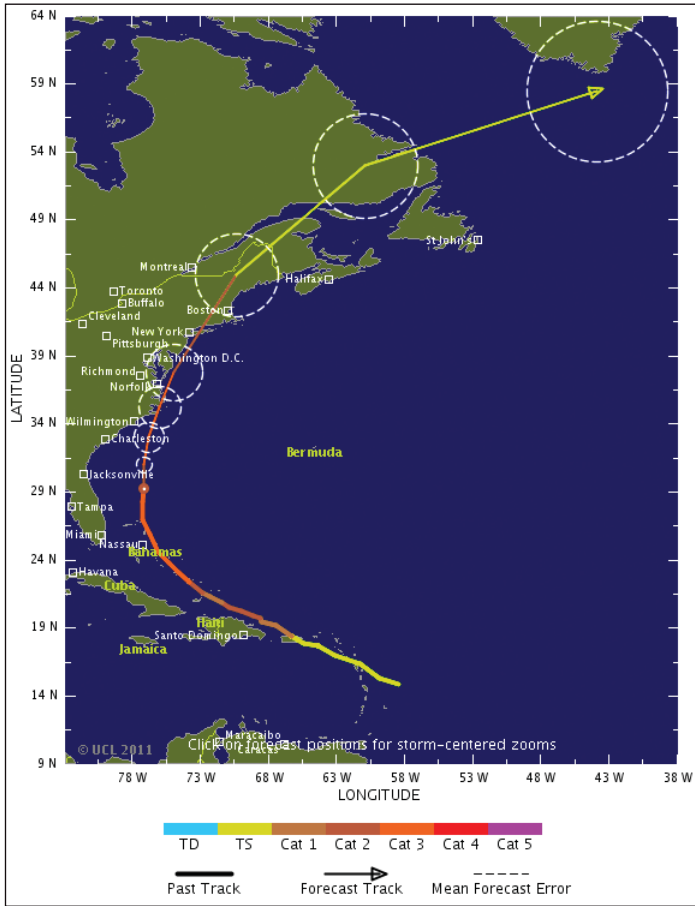 64 N
59 N
54 N
49 N
44 N
39 N
34 N
29 N
24 N
19 N
14 N
9 N
LATITUDE
St John's
Montreal
Halifax
Toronto
Buffalo
Boston
Cleveland
New York
Pittsburgh
Washington D.C.
Richmond
Norfolk
Wilmington
Charleston
Bermuda
Jacksonville
Tampa
Miami
Nassau
Bahamas
Havana
Cuba
Haiti
Santo Domingo
Jamaica
Maracaibo
© UCL 2011
Click on forecast positions for storm-centered zooms
Caracas
78 W 73 W 68 W 63 W 58 W 53 W 48 W 43 W 38 W
LONGITUDE
TD TS Cat 1 Cat 2 Cat 3 Cat 4 Cat 5
Past Track Forecast Track Mean Forecast Error